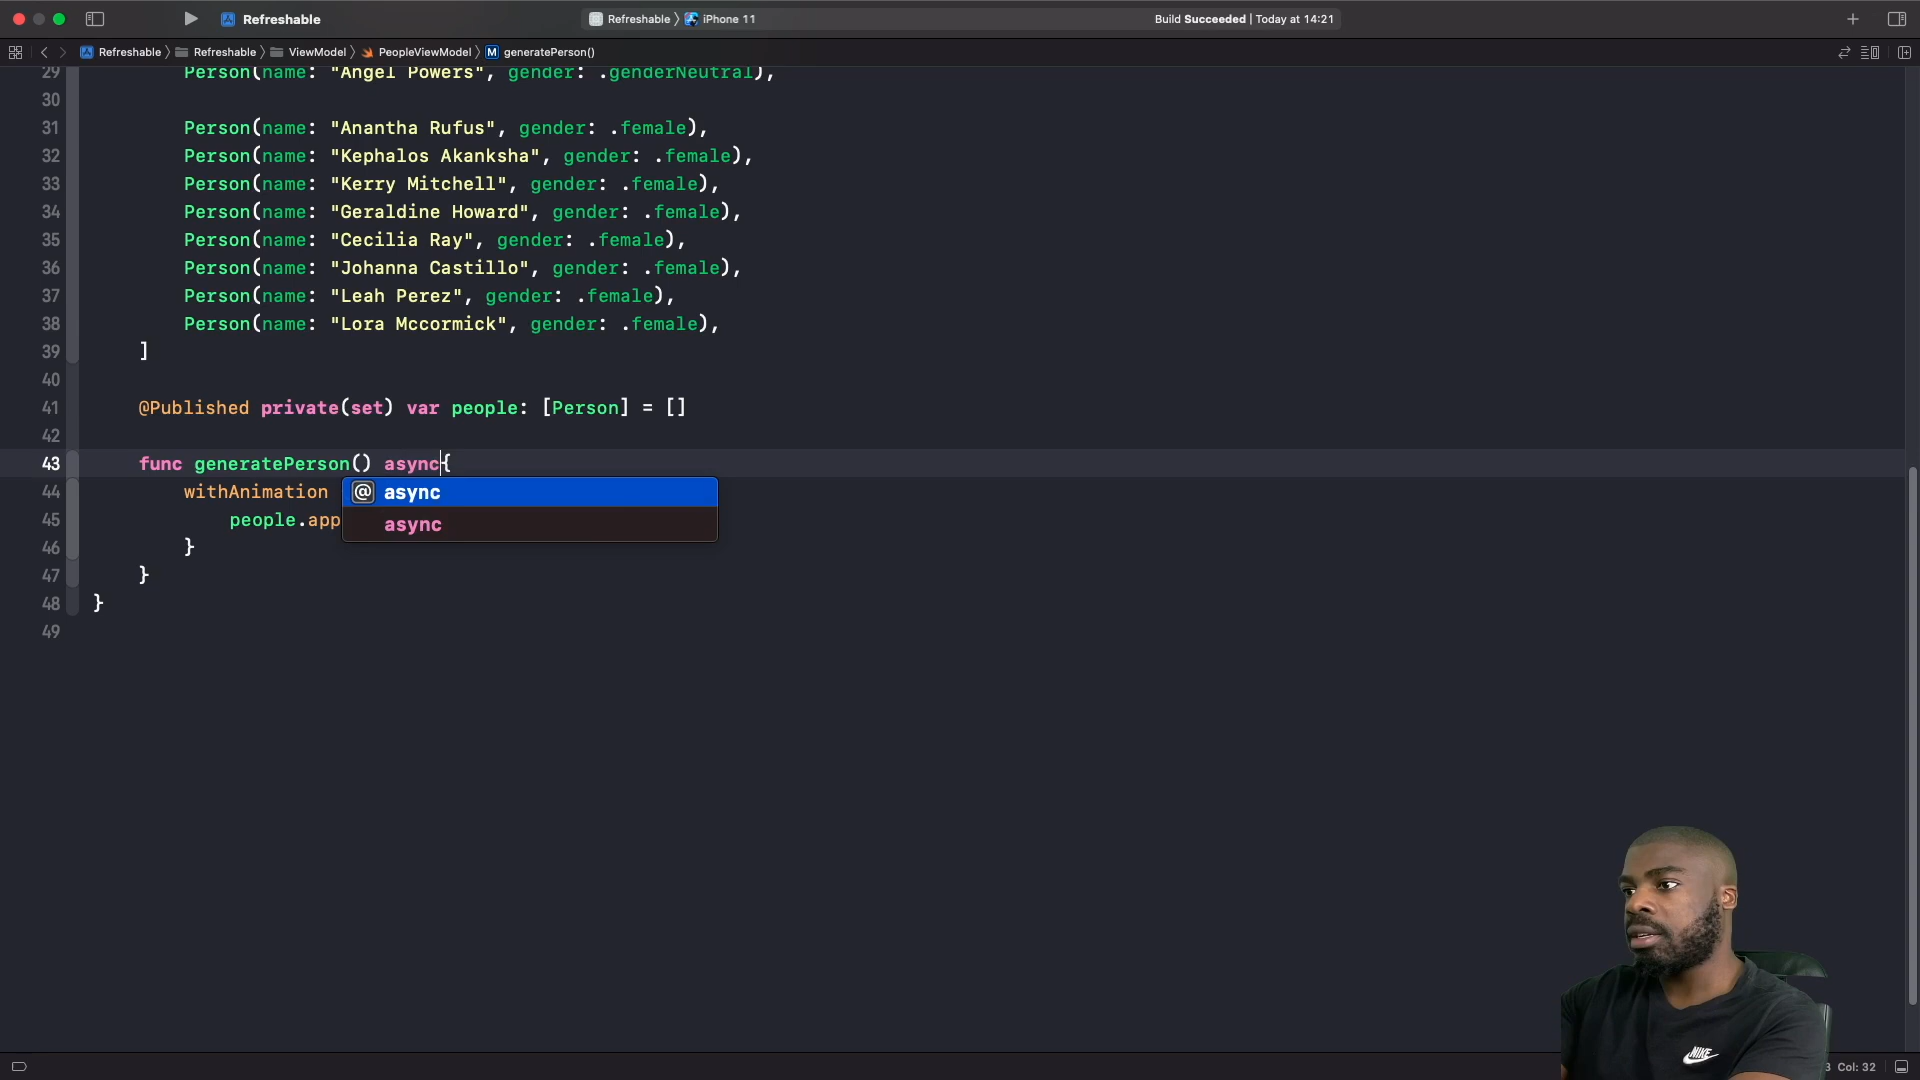 Refreshable
Refreshable 〉 iPhone 11
Build Succeeded | Today at 14:21
Refreshable 〉 Refreshable 〉 ViewModel 〉 PeopleViewModel 〉 M generatePerson()
29 Person(name: "Angel Powers", gender: .genderNeutral),
30
31 Person(name: "Anantha Rufus", gender: .female),
32 Person(name: "Kephalos Akanksha", gender: .female),
33 Person(name: "Kerry Mitchell", gender: .female),
34 Person(name: "Geraldine Howard", gender: .female),
35 Person(name: "Cecilia Ray", gender: .female),
36 Person(name: "Johanna Castillo", gender: .female),
37 Person(name: "Leah Perez", gender: .female),
38 Person(name: "Lora Mccormick", gender: .female),
39 ]
40
41 @Published private(set) var people: [Person] = []
42
43 func generatePerson() async{
44 withAnimation
@ async
45 people.app
async
46 }
47 }
48 }
49
NIKE
3 Col: 32